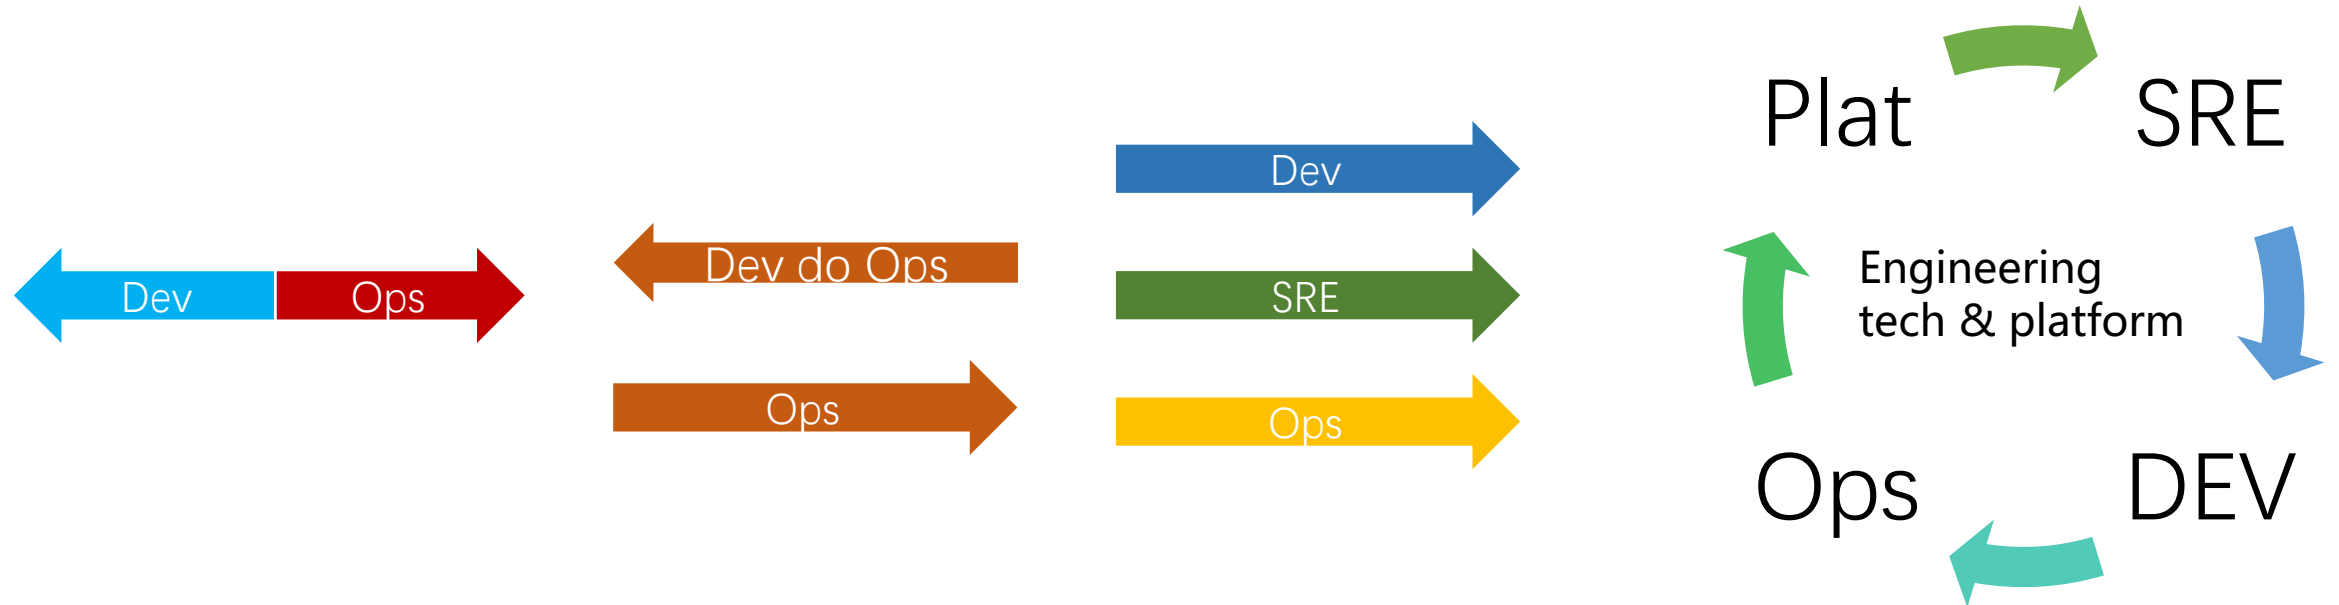 Dev
Ops
Dev do Ops
Ops
Dev
SRE
Ops
Plat
SRE
Engineering
tech & platform
Ops
DEV